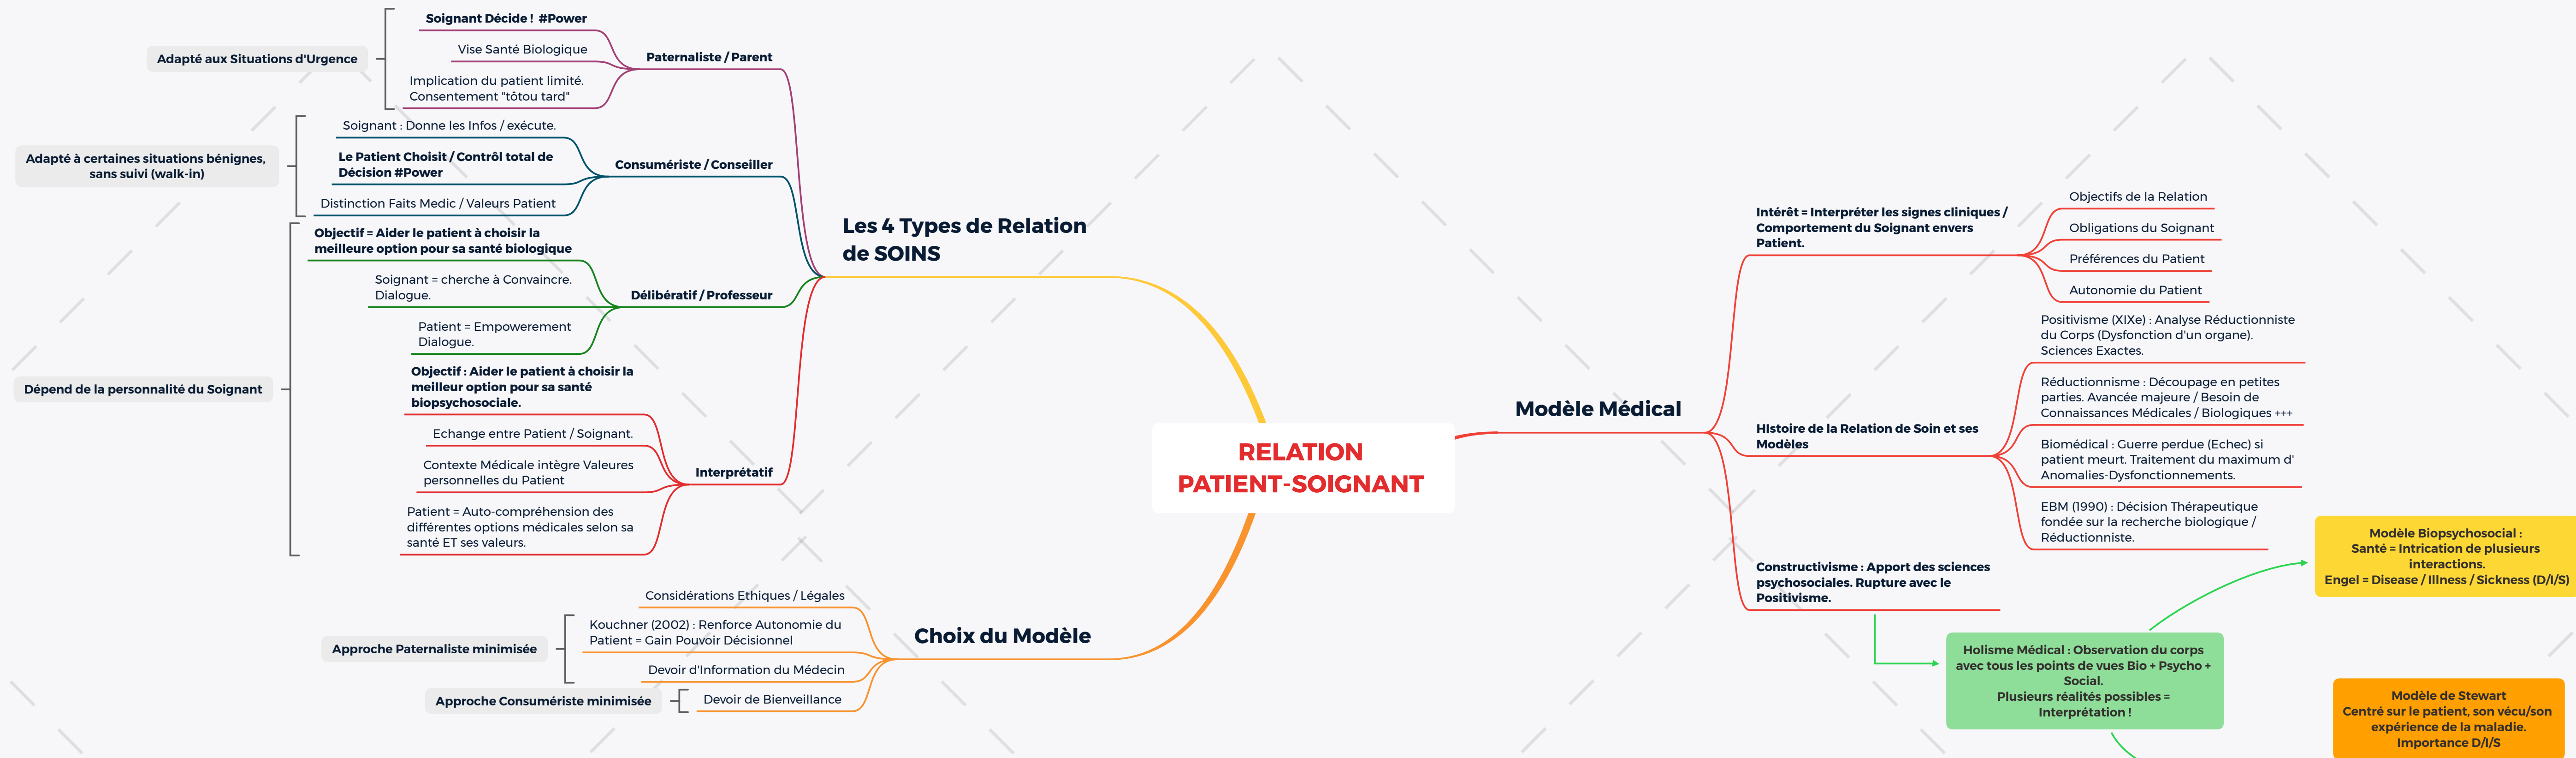 Soignant Décide ! #Power
Vise Santé Biologique
Implication du patient limité.
Consentement "tôtou tard"
Paternaliste / Parent
Adapté aux Situations d'Urgence
Soignant : Donne les Infos / exécute.
Le Patient Choisit / Contrôl total de
Décision #Power
Distinction Faits Medic / Valeurs Patient
Consumériste / Conseiller
Adapté à certaines situations bénignes,
sans suivi (walk-in)
Objectif = Aider le patient à choisir la
meilleure option pour sa santé biologique
Soignant = cherche à Convaincre.
Dialogue.
Patient = Empowerement
Dialogue.
Délibératif / Professeur
Objectif : Aider le patient à choisir la
meilleur option pour sa santé
biopsychosociale.
Echange entre Patient / Soignant.
Contexte Médicale intègre Valeures
personnelles du Patient
Patient = Auto-compréhension des
différentes options médicales selon sa
santé ET ses valeurs.
Interprétatif
Dépend de la personnalité du Soignant
Les 4 Types de Relation
de SOINS
Considérations Ethiques / Légales
Kouchner (2002) : Renforce Autonomie du
Patient = Gain Pouvoir Décisionnel
Devoir d'Information du Médecin
Devoir de Bienveillance
Approche Paternaliste minimisée
Approche Consumériste minimisée
Choix du Modèle
RELATION
PATIENT-SOIGNANT
Modèle Médical
Intérêt = Interpréter les signes cliniques /
Comportement du Soignant envers
Patient.
Objectifs de la Relation
Obligations du Soignant
Préférences du Patient
Autonomie du Patient
HIstoire de la Relation de Soin et ses
Modèles
Positivisme (XIXe) : Analyse Réductionniste
du Corps (Dysfonction d'un organe).
Sciences Exactes.
Réductionnisme : Découpage en petites
parties. Avancée majeure / Besoin de
Connaissances Médicales / Biologiques +++
Biomédical : Guerre perdue (Echec) si
patient meurt. Traitement du maximum d'
Anomalies-Dysfonctionnements.
EBM (1990) : Décision Thérapeutique
fondée sur la recherche biologique /
Réductionniste.
Constructivisme : Apport des sciences
psychosociales. Rupture avec le
Positivisme.
Holisme Médical : Observation du corps
avec tous les points de vues Bio + Psycho +
Social.
Plusieurs réalités possibles =
Interprétation !
Modèle Biopsychosocial :
Santé = Intrication de plusieurs
interactions.
Engel = Disease / Illness / Sickness (D/I/S)
Modèle de Stewart
Centré sur le patient, son vécu/son
expérience de la maladie.
Importance D/I/S